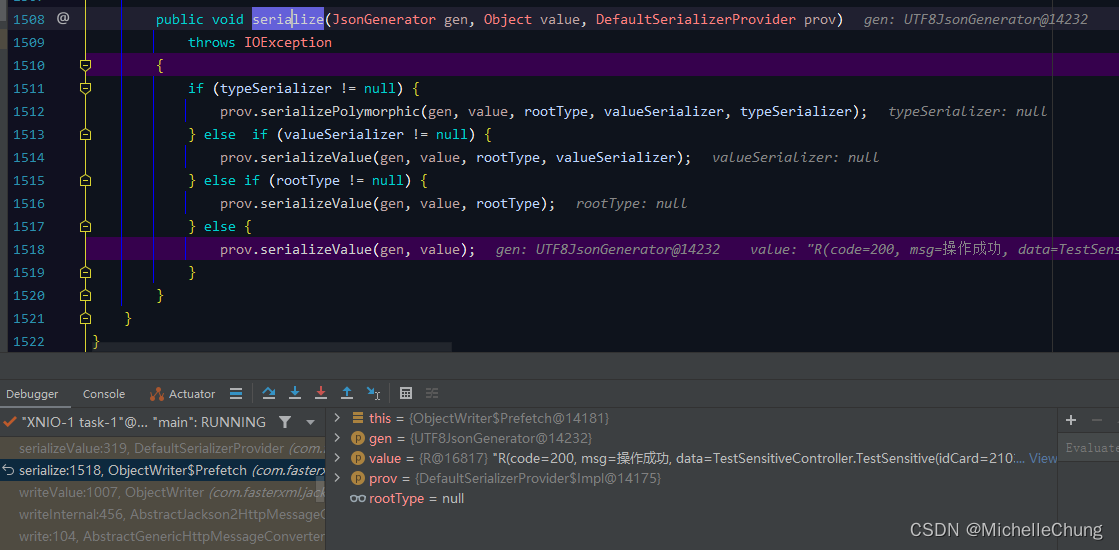 1508 @ public void serialize(JsonGenerator gen, Object value, DefaultSerializerProvider prov) gen: UTF8JsonGenerator@14232
1509 throws IOException
1510 {
1511 if (typeSerializer != null) {
1512 prov.serializePolymorphic(gen, value, rootType, valueSerializer, typeSerializer); typeSerializer: null
1513 } else if (valueSerializer != null) {
1514 prov.serializeValue(gen, value, rootType, valueSerializer); valueSerializer: null
1515 } else if (rootType != null) {
1516 prov.serializeValue(gen, value, rootType); rootType: null
1517 } else {
1518 prov.serializeValue(gen, value); gen: UTF8JsonGenerator@14232 value: "R(code=200, msg=操作成功, data=TestSens
1519 }
1520 }
1521 }
1522 }
Debugger Console Actuator
"XNIO-1 task-1"@... "main": RUNNING
serializeValue:319, DefaultSerializerProvider (com.
serialize:1518, ObjectWriter$Prefetch (com.fasterx
writeValue:1007, ObjectWriter (com.fasterxml.jack
writeInternal:456, AbstractJackson2HttpMessageC
write:104, AbstractGenericHttpMessageConverter
this = {ObjectWriter$Prefetch@14181}
gen = {UTF8JsonGenerator@14232}
value = {R@16817} "R(code=200, msg=操作成功, data=TestSensitiveController.TestSensitive(idCard=210:... View
prov = {DefaultSerializerProvider$Impl@14175}
rootType = null
Evaluate
CSDN @MichelleChung